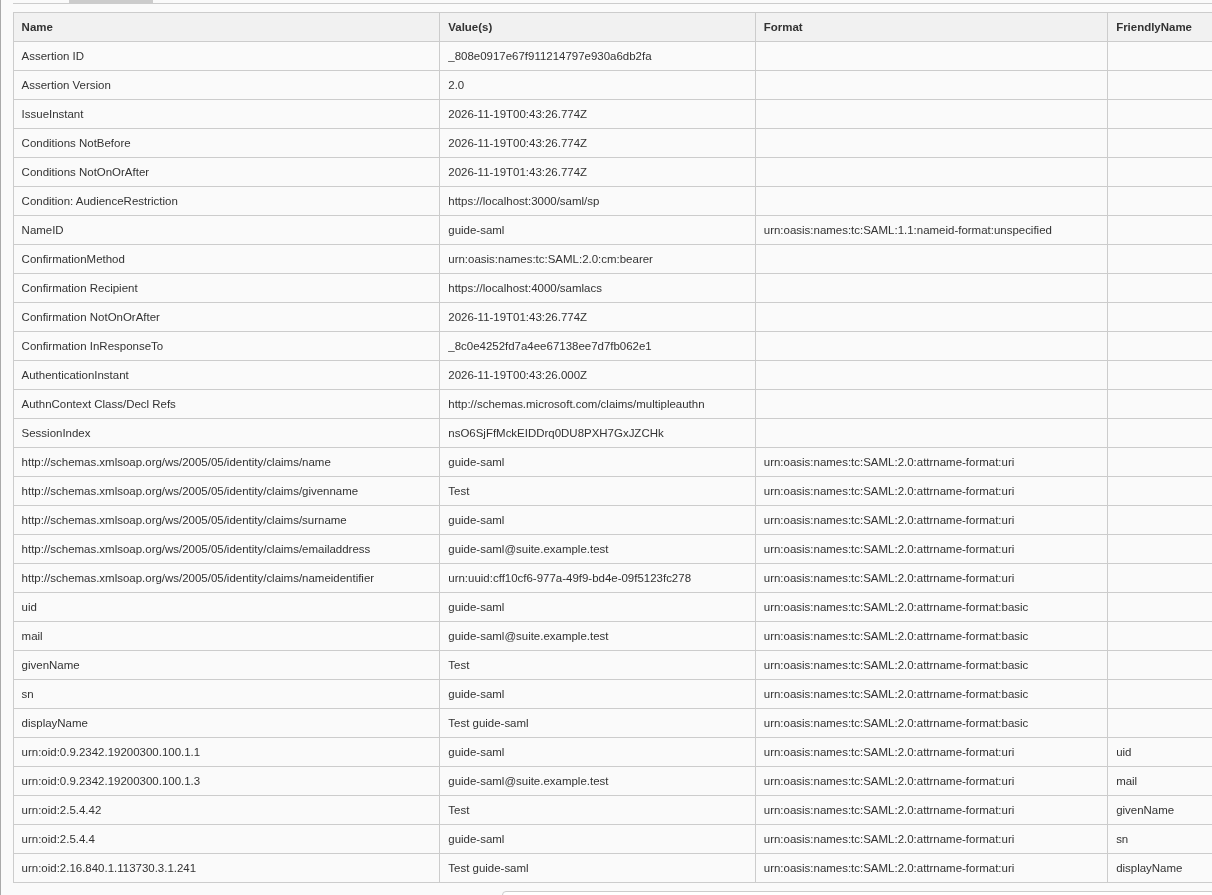 Name Value(s) Format FriendlyName
Assertion ID _808e0917e67f911214797e930a6db2fa
Assertion Version 2.0
IssueInstant 2026-11-19T00:43:26.774Z
Conditions NotBefore 2026-11-19T00:43:26.774Z
Conditions NotOnOrAfter 2026-11-19T01:43:26.774Z
Condition: AudienceRestriction https://localhost:3000/saml/sp
NameID guide-saml urn:oasis:names:tc:SAML:1.1:nameid-format:unspecified
ConfirmationMethod urn:oasis:names:tc:SAML:2.0:cm:bearer
Confirmation Recipient https://localhost:4000/samlacs
Confirmation NotOnOrAfter 2026-11-19T01:43:26.774Z
Confirmation InResponseTo _8c0e4252fd7a4ee67138ee7d7fb062e1
AuthenticationInstant 2026-11-19T00:43:26.000Z
AuthnContext Class/Decl Refs http://schemas.microsoft.com/claims/multipleauthn
SessionIndex nsO6SjFfMckEIDDrq0DU8PXH7GxJZCHk
http://schemas.xmlsoap.org/ws/2005/05/identity/claims/name guide-saml urn:oasis:names:tc:SAML:2.0:attrname-format:uri
http://schemas.xmlsoap.org/ws/2005/05/identity/claims/givenname Test urn:oasis:names:tc:SAML:2.0:attrname-format:uri
http://schemas.xmlsoap.org/ws/2005/05/identity/claims/surname guide-saml urn:oasis:names:tc:SAML:2.0:attrname-format:uri
http://schemas.xmlsoap.org/ws/2005/05/identity/claims/emailaddress guide-saml@suite.example.test urn:oasis:names:tc:SAML:2.0:attrname-format:uri
http://schemas.xmlsoap.org/ws/2005/05/identity/claims/nameidentifier urn:uuid:cff10cf6-977a-49f9-bd4e-09f5123fc278 urn:oasis:names:tc:SAML:2.0:attrname-format:uri
uid guide-saml urn:oasis:names:tc:SAML:2.0:attrname-format:basic
mail guide-saml@suite.example.test urn:oasis:names:tc:SAML:2.0:attrname-format:basic
givenName Test urn:oasis:names:tc:SAML:2.0:attrname-format:basic
sn guide-saml urn:oasis:names:tc:SAML:2.0:attrname-format:basic
displayName Test guide-saml urn:oasis:names:tc:SAML:2.0:attrname-format:basic
urn:oid:0.9.2342.19200300.100.1.1 guide-saml urn:oasis:names:tc:SAML:2.0:attrname-format:uri uid
urn:oid:0.9.2342.19200300.100.1.3 guide-saml@suite.example.test urn:oasis:names:tc:SAML:2.0:attrname-format:uri mail
urn:oid:2.5.4.42 Test urn:oasis:names:tc:SAML:2.0:attrname-format:uri givenName
urn:oid:2.5.4.4 guide-saml urn:oasis:names:tc:SAML:2.0:attrname-format:uri sn
urn:oid:2.16.840.1.113730.3.1.241 Test guide-saml urn:oasis:names:tc:SAML:2.0:attrname-format:uri displayName